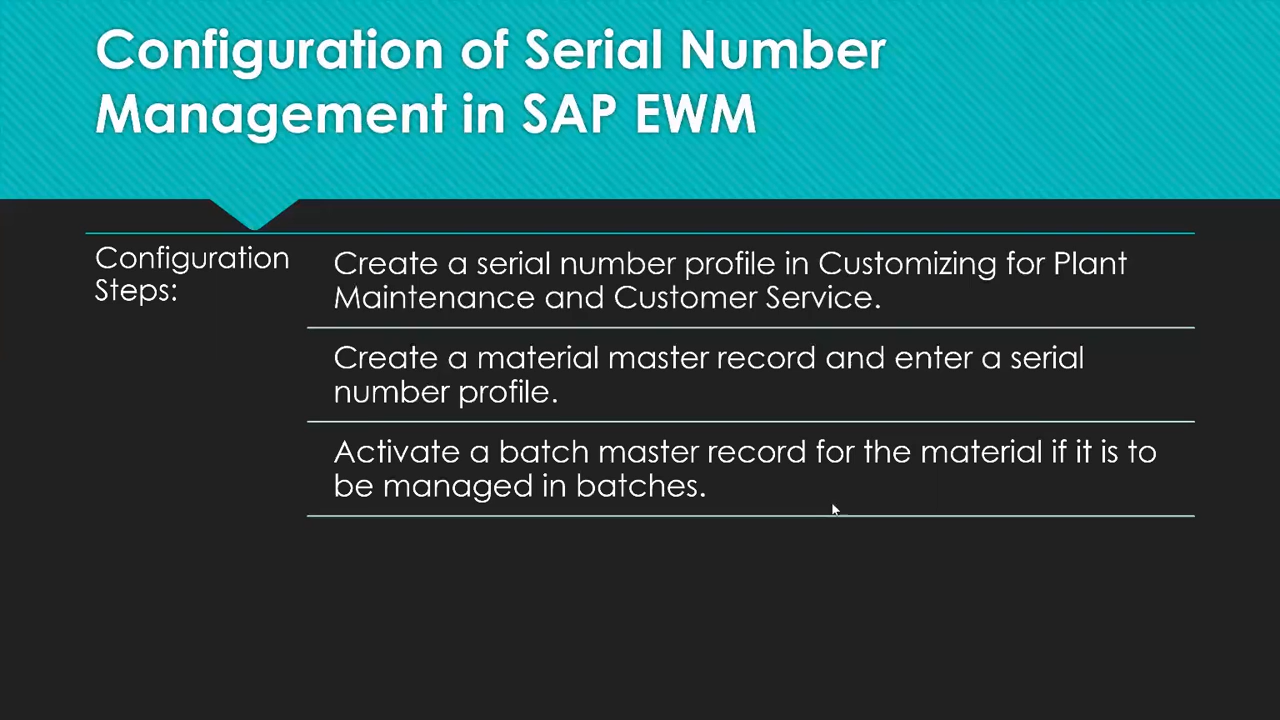 Configuration of Serial Number
Management in SAP EWM
Configuration
Steps:
Create a serial number profile in Customizing for Plant
Maintenance and Customer Service.
Create a material master record and enter a serial
number profile.
Activate a batch master record for the material if it is to
be managed in batches.